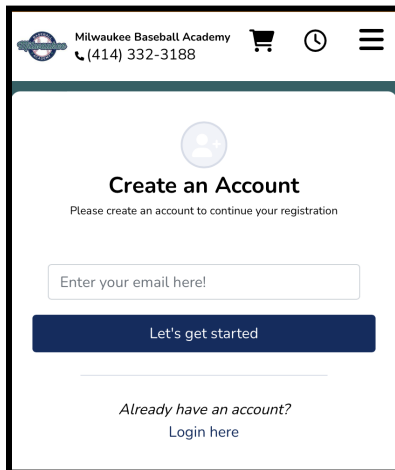 Milwaukee Baseball Academy
(414) 332-3188
Create an Account
Please create an account to continue your registration
Enter your email here!
Let's get started
Already have an account?
Login here